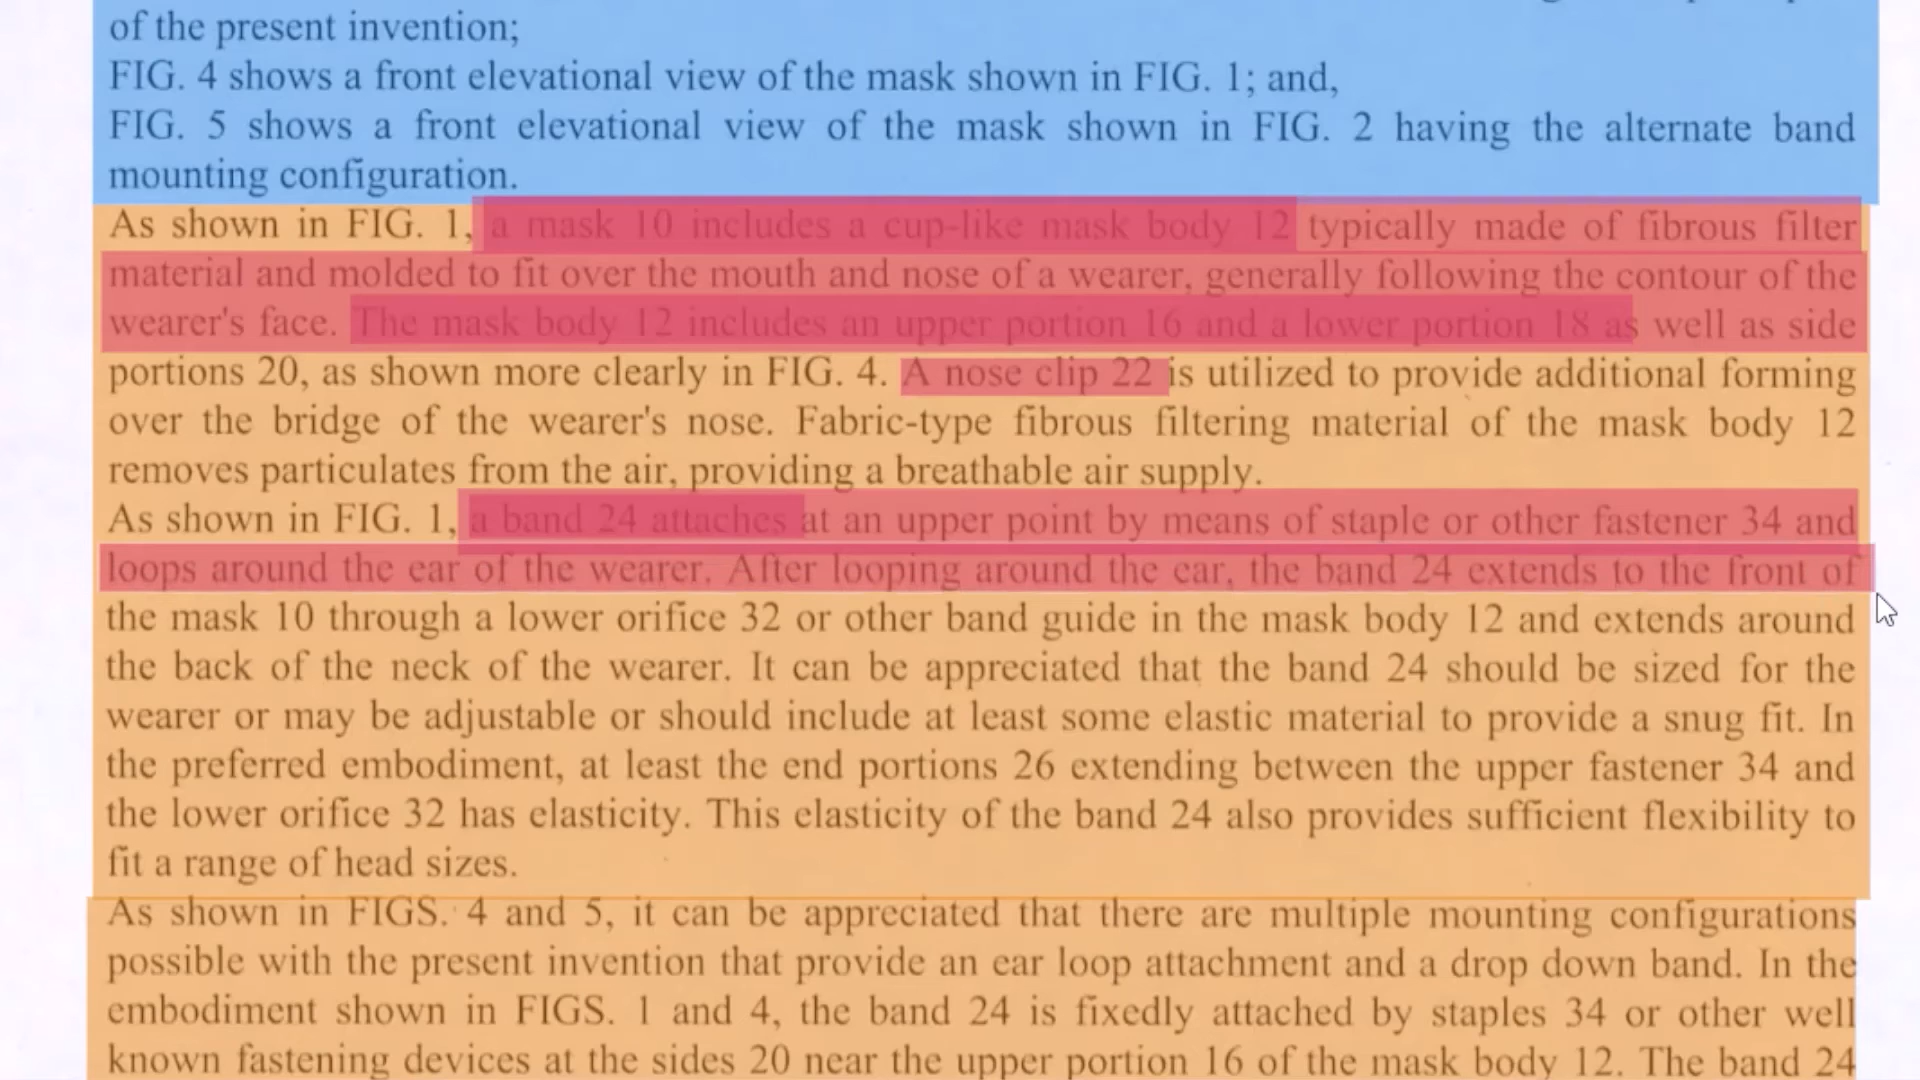 of the present invention;
FIG. 4 shows a front elevational view of the mask shown in FIG. 1; and,
FIG. 5 shows a front elevational view of the mask shown in FIG. 2 having the alternate band
mounting configuration.
As shown in FIG. 1, a mask 10 includes a cup-like mask body 12 typically made of fibrous filter
material and molded to fit over the mouth and nose of a wearer, generally following the contour of the
wearer's face. The mask body 12 includes an upper portion 16 and a lower portion 18 as well as side
portions 20, as shown more clearly in FIG. 4. A nose clip 22 is utilized to provide additional forming
over the bridge of the wearer's nose. Fabric-type fibrous filtering material of the mask body 12
removes particulates from the air, providing a breathable air supply.
As shown in FIG. 1, a band 24 attaches at an upper point by means of staple or other fastener 34 and
loops around the ear of the wearer. After looping around the ear, the band 24 extends to the front of
the mask 10 through a lower orifice 32 or other band guide in the mask body 12 and extends around
the back of the neck of the wearer. It can be appreciated that the band 24 should be sized for the
wearer or may be adjustable or should include at least some elastic material to provide a snug fit. In
the preferred embodiment, at least the end portions 26 extending between the upper fastener 34 and
the lower orifice 32 has elasticity. This elasticity of the band 24 also provides sufficient flexibility to
fit a range of head sizes.
As shown in FIGS. 4 and 5, it can be appreciated that there are multiple mounting configurations
possible with the present invention that provide an ear loop attachment and a drop down band. In the
embodiment shown in FIGS. 1 and 4, the band 24 is fixedly attached by staples 34 or other well
known fastening devices at the sides 20 near the upper portion 16 of the mask body 12. The band 24